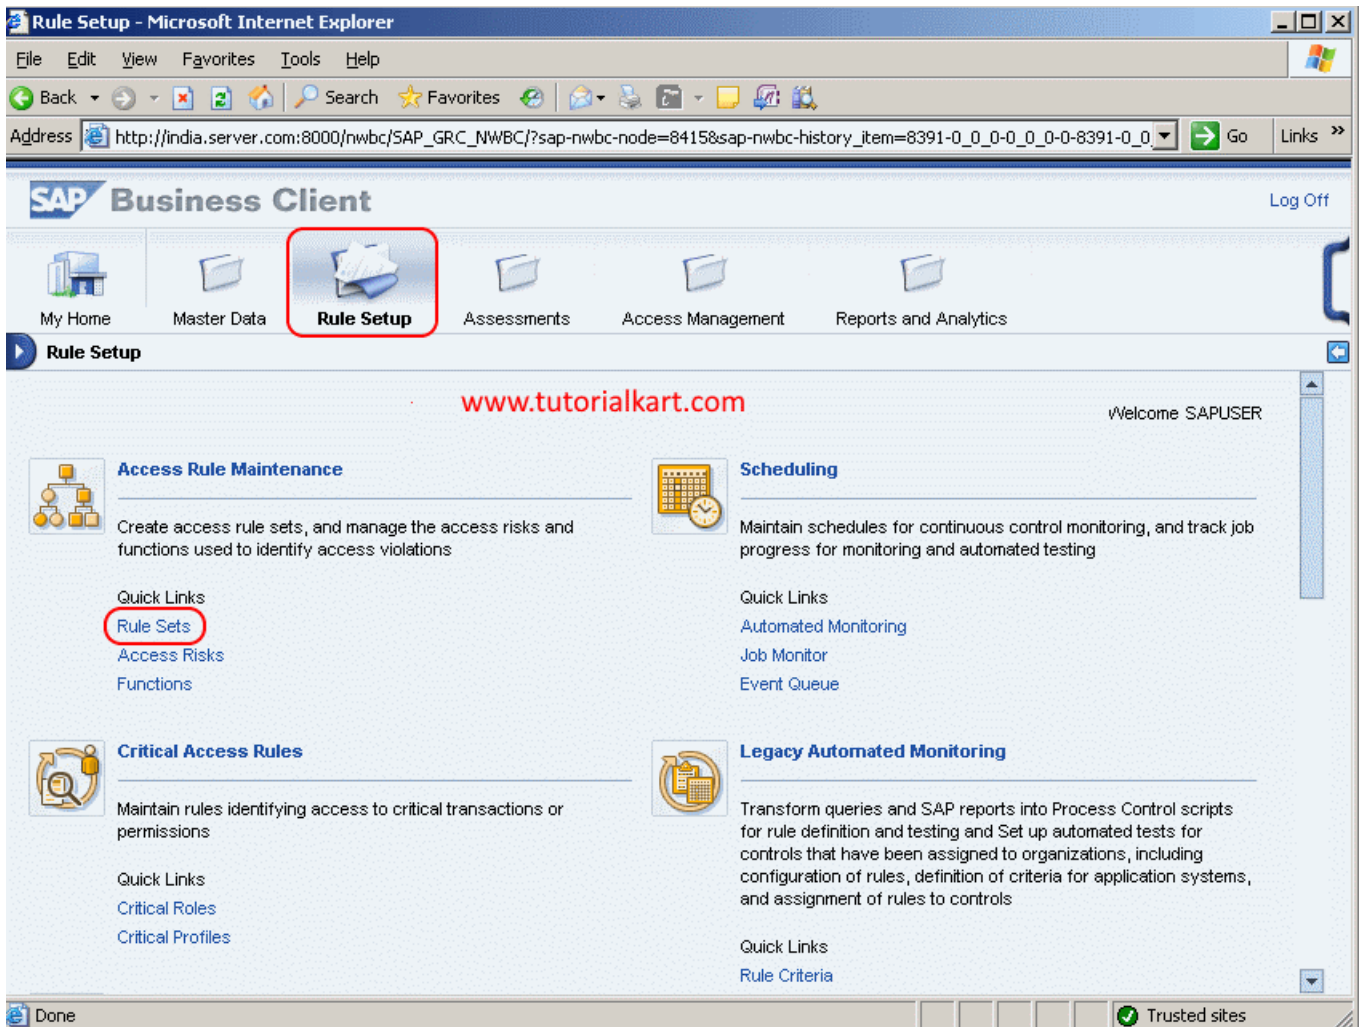 Rule Setup - Microsoft Internet Explorer
File Edit View Favorites Tools Help
Back Search Favorites
Address http://india.server.com:8000/nwbc/SAP_GRC_NWBC/?sap-nwbc-node=8415&sap-nwbc-history_item=8391-0_0_0-0_0_0-0-8391-0_0_ Go Links »
SAP Business Client
Log Off
My Home Master Data Rule Setup Assessments Access Management Reports and Analytics
Rule Setup
www.tutorialkart.com
Welcome SAPUSER
Access Rule Maintenance
Create access rule sets, and manage the access risks and
functions used to identify access violations
Quick Links
Rule Sets
Access Risks
Functions
Scheduling
Maintain schedules for continuous control monitoring, and track job
progress for monitoring and automated testing
Quick Links
Automated Monitoring
Job Monitor
Event Queue
Critical Access Rules
Maintain rules identifying access to critical transactions or
permissions
Quick Links
Critical Roles
Critical Profiles
Legacy Automated Monitoring
Transform queries and SAP reports into Process Control scripts
for rule definition and testing and Set up automated tests for
controls that have been assigned to organizations, including
configuration of rules, definition of criteria for application systems,
and assignment of rules to controls
Quick Links
Rule Criteria
Done
Trusted sites